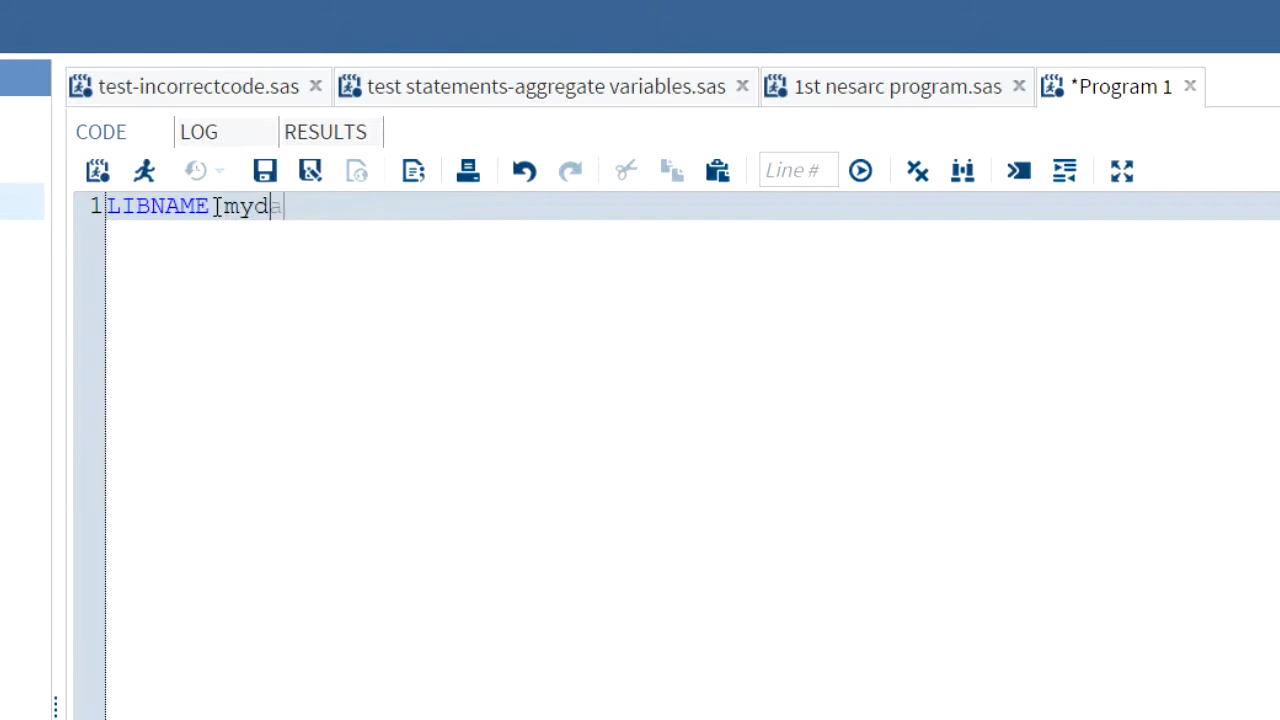 test-incorrectcode.sas test statements-aggregate variables.sas 1st nesarc program.sas *Program 1
CODE LOG RESULTS
Line #
1 LIBNAME myda